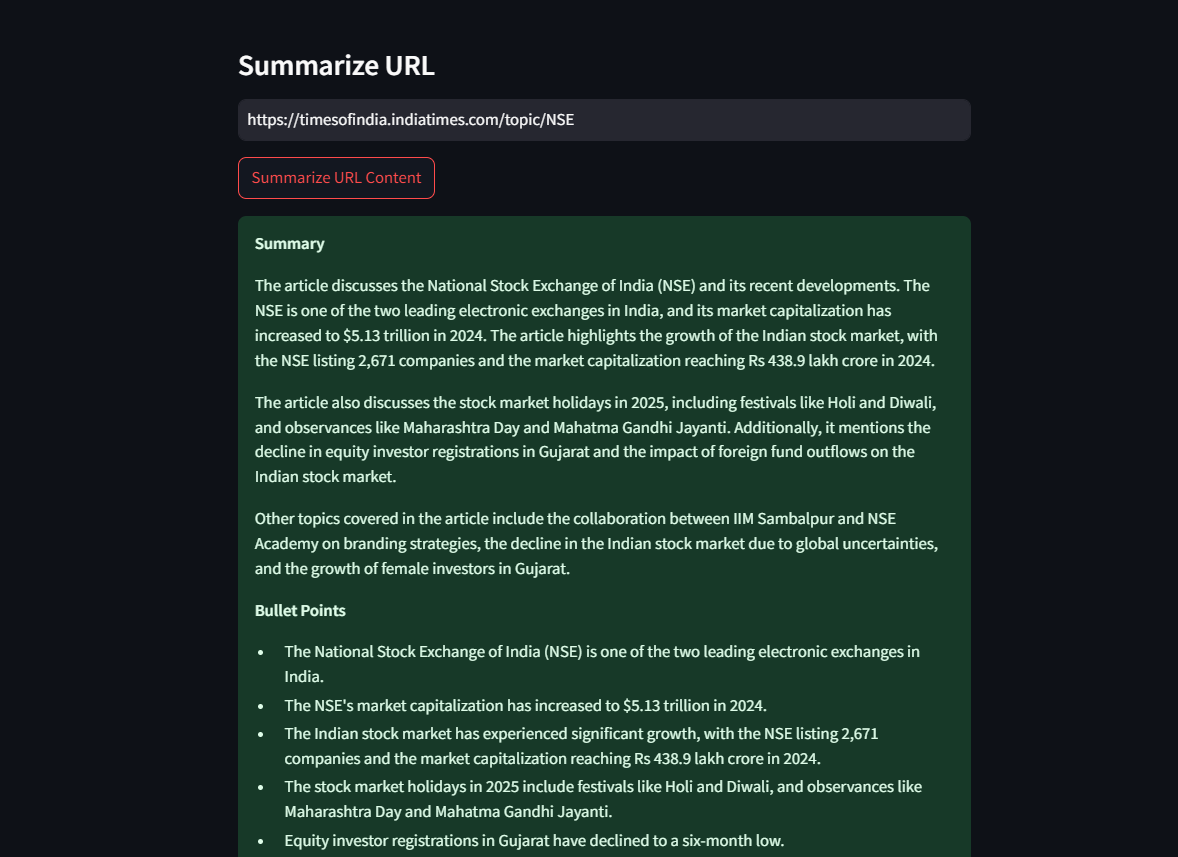 Summarize URL
https://timesofindia.indiatimes.com/topic/NSE
Summarize URL Content
Summary
The article discusses the National Stock Exchange of India (NSE) and its recent developments. The
NSE is one of the two leading electronic exchanges in India, and its market capitalization has
increased to $5.13 trillion in 2024. The article highlights the growth of the Indian stock market, with
the NSE listing 2,671 companies and the market capitalization reaching Rs 438.9 lakh crore in 2024.
The article also discusses the stock market holidays in 2025, including festivals like Holi and Diwali,
and observances like Maharashtra Day and Mahatma Gandhi Jayanti. Additionally, it mentions the
decline in equity investor registrations in Gujarat and the impact of foreign fund outflows on the
Indian stock market.
Other topics covered in the article include the collaboration between IIM Sambalpur and NSE
Academy on branding strategies, the decline in the Indian stock market due to global uncertainties,
and the growth of female investors in Gujarat.
Bullet Points
• The National Stock Exchange of India (NSE) is one of the two leading electronic exchanges in
India.
• The NSE's market capitalization has increased to $5.13 trillion in 2024.
• The Indian stock market has experienced significant growth, with the NSE listing 2,671
companies and the market capitalization reaching Rs 438.9 lakh crore in 2024.
• The stock market holidays in 2025 include festivals like Holi and Diwali, and observances like
Maharashtra Day and Mahatma Gandhi Jayanti.
• Equity investor registrations in Gujarat have declined to a six-month low.